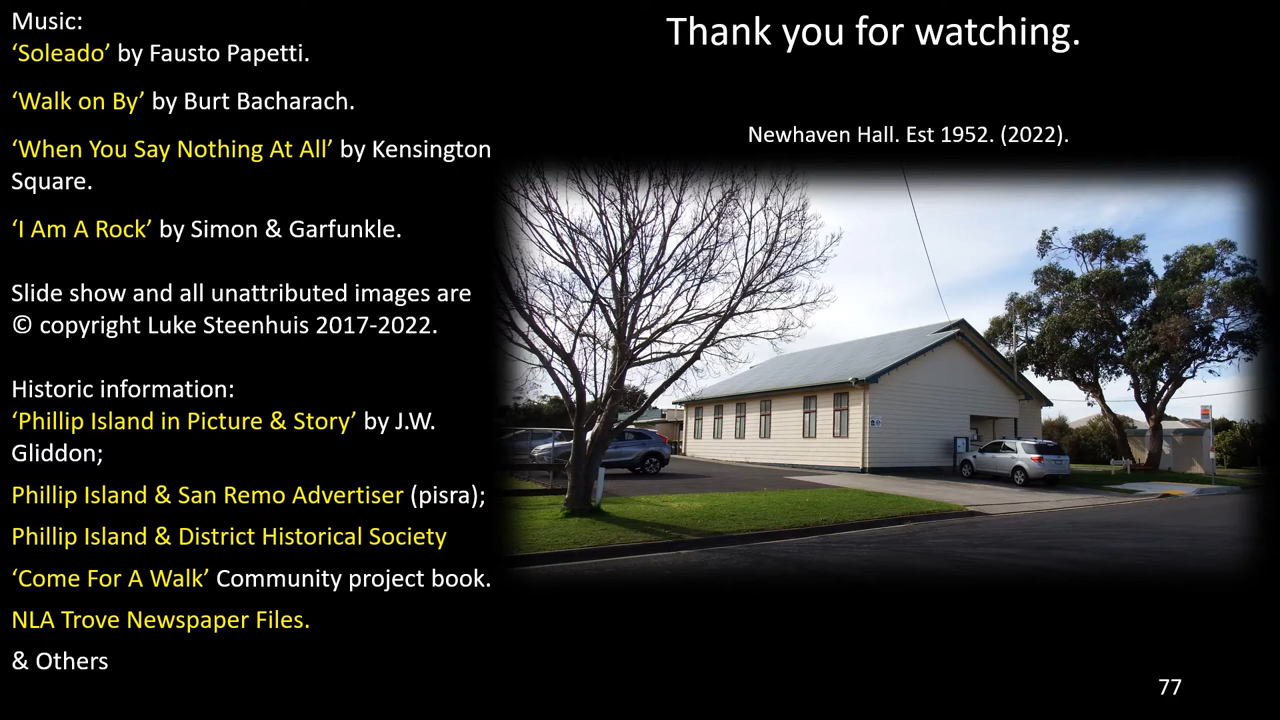 Music:
‘Soleado’ by Fausto Papetti.
‘Walk on By’ by Burt Bacharach.
‘When You Say Nothing At All’ by Kensington
Square.
‘I Am A Rock’ by Simon & Garfunkle.
Slide show and all unattributed images are
© copyright Luke Steenhuis 2017-2022.
Historic information:
‘Phillip Island in Picture & Story’ by J.W.
Gliddon;
Phillip Island & San Remo Advertiser (pisra);
Phillip Island & District Historical Society
‘Come For A Walk’ Community project book.
NLA Trove Newspaper Files.
& Others
Thank you for watching.
Newhaven Hall. Est 1952. (2022).
77